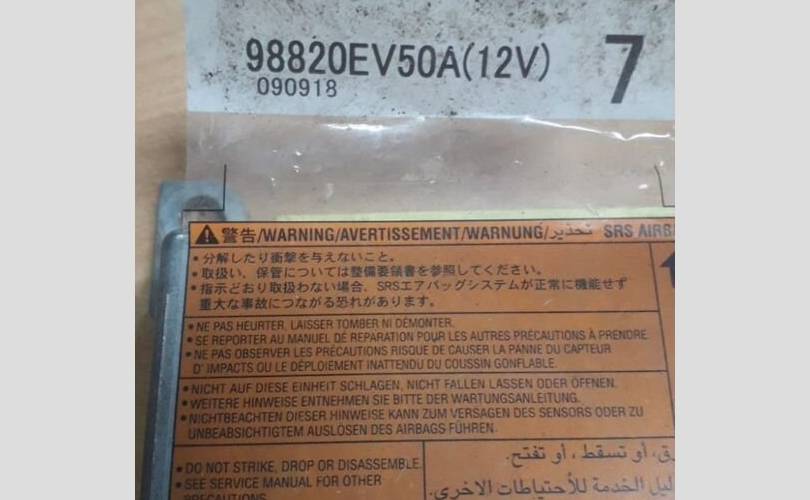 98820EV50A(12V) 7
090918
警告/WARNING/AVERTISSEMENT/WARNUNG/تحذير SRS AIRB
• 分解したり衝撃を与えないこと。
• 取扱い、保管については整備要領書を参照してください。
• 指示どおり取扱わない場合、SRSエアバッグシステムが正常に機能せず
重大な事故につながる恐れがあります。
• NE PAS HEURTER, LAISSER TOMBER NI DÉMONTER.
• SE REPORTER AU MANUEL DE REPARATION POUR LES AUTRES PRÉCAUTIONS À PRENDRE.
• NE PAS OBSERVER LES PRÉCAUTIONS RISQUE DE CAUSER LA PANNE DU CAPTEUR
D'IMPACTS OU LE DÉPLOIEMENT INATTENDU DU COUSSIN GONFLABLE.
• NICHT AUF DIESE EINHEIT SCHLAGEN, NICHT FALLEN LASSEN ODER ÖFFNEN.
• WEITERE HINWEISE ENTNEHMEN SIE BITTE DER WARTUNGSANLEITUNG.
• NICHTBEACHTEN DIESER HINWEISE KANN ZUM VERSAGEN DES SENSORS ODER ZU
UNBEABSICHTIGTEM AUSLÖSEN DES AIRBAGS FÜHREN.
• DO NOT STRIKE, DROP OR DISASSEMBLE.
• SEE SERVICE MANUAL FOR OTHER
PRECAUTIONS
أو تسقط، أو تفتح.
الخدمة للأحتياطات الاخرى.